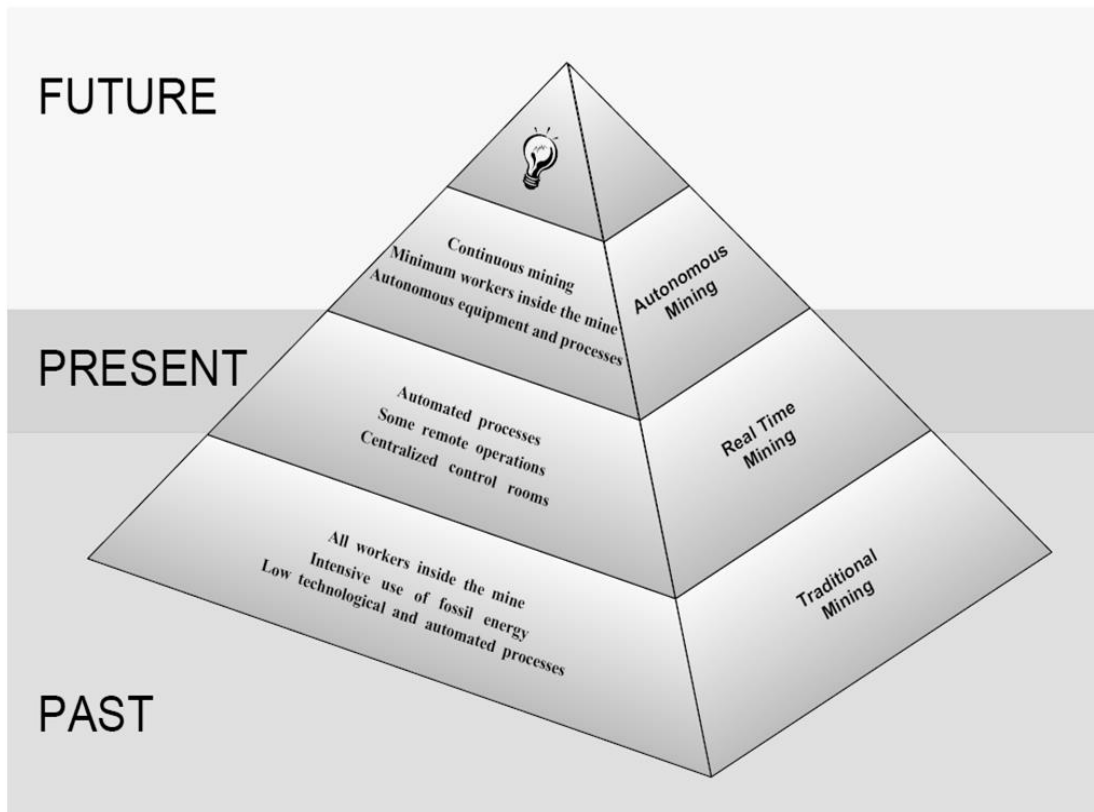 FUTURE
Continuous mining
Minimum workers inside the mine
Autonomous equipment and processes
Autonomous
Mining
PRESENT
Automated processes
Some remote operations
Centralized control rooms
Real Time
Mining
All workers inside the mine
Intensive use of fossil energy
Low technological and automated processes
Traditional
Mining
PAST